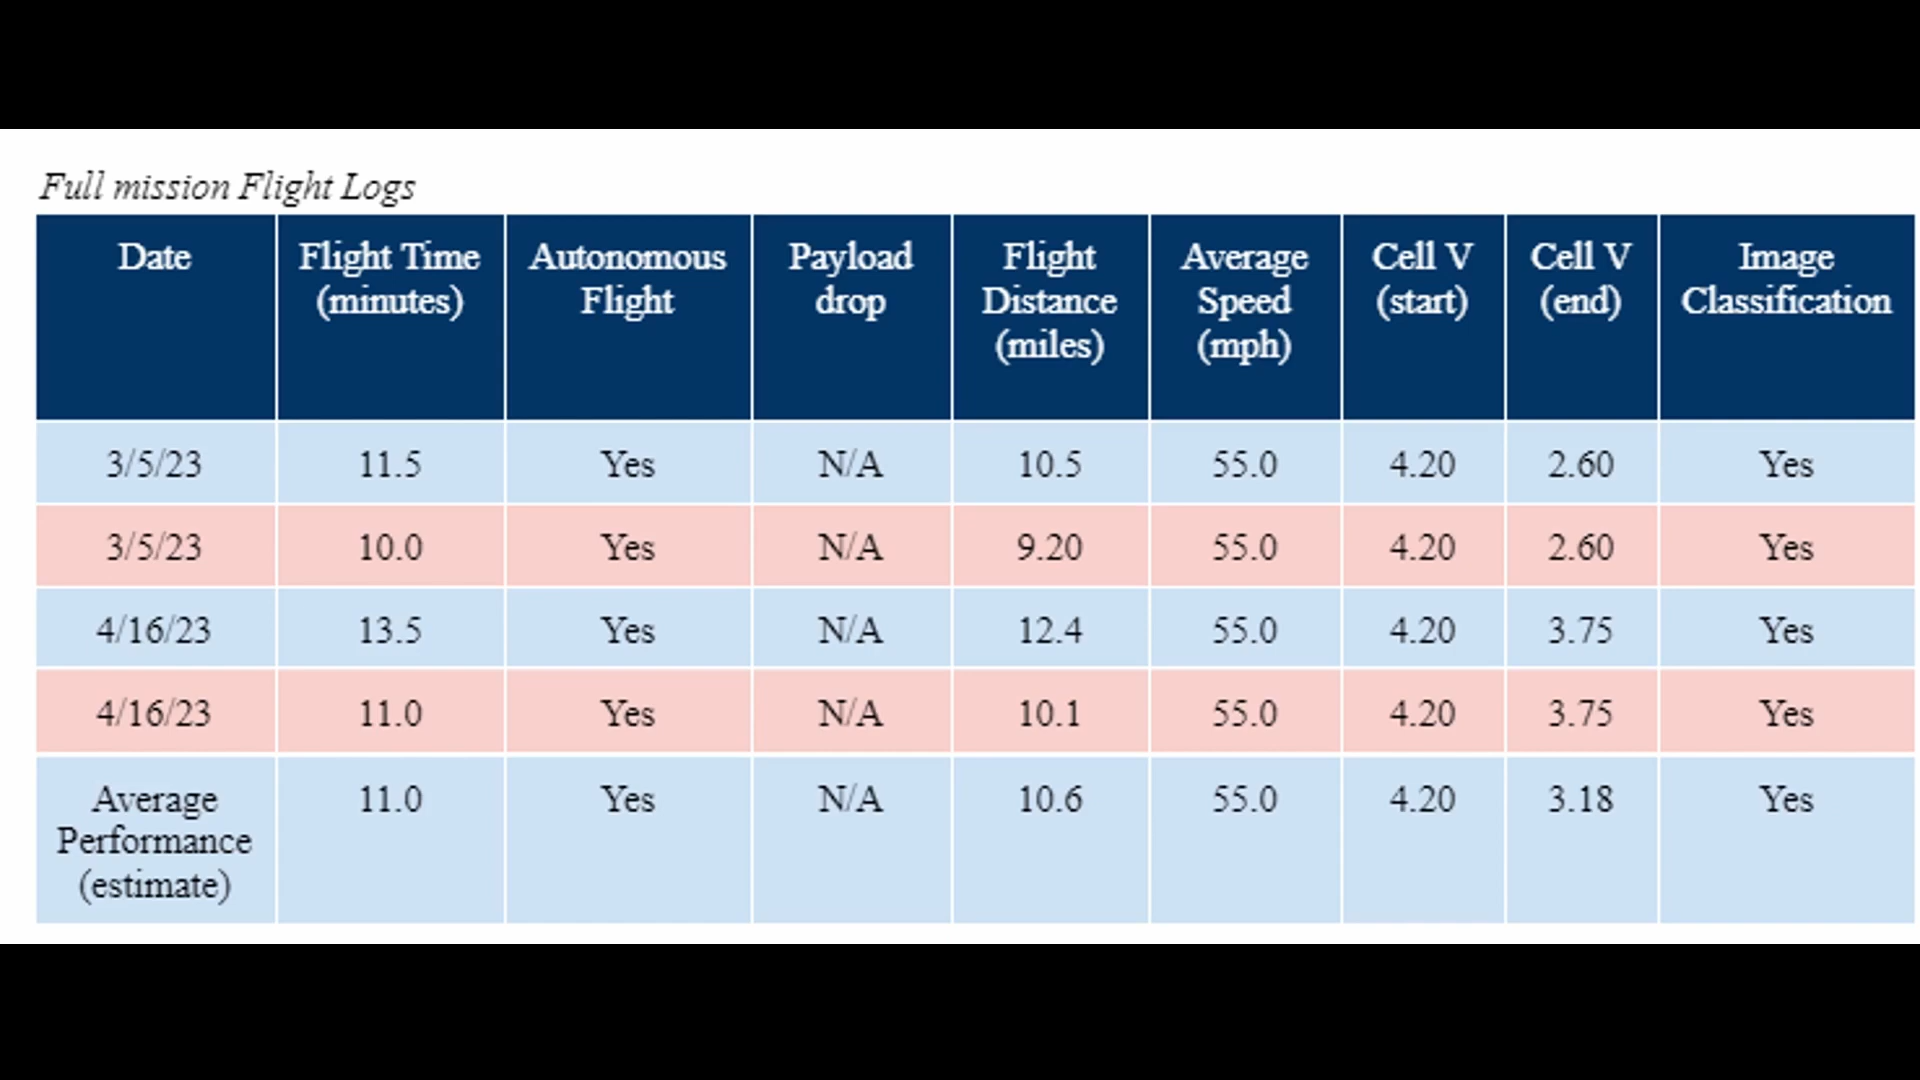 Full mission Flight Logs
Date Flight Time Autonomous Payload Flight Average Cell V Cell V Image
(minutes) Flight drop Distance Speed (start) (end) Classification
(miles) (mph)
3/5/23 11.5 Yes N/A 10.5 55.0 4.20 2.60 Yes
3/5/23 10.0 Yes N/A 9.20 55.0 4.20 2.60 Yes
4/16/23 13.5 Yes N/A 12.4 55.0 4.20 3.75 Yes
4/16/23 11.0 Yes N/A 10.1 55.0 4.20 3.75 Yes
Average 11.0 Yes N/A 10.6 55.0 4.20 3.18 Yes
Performance
(estimate)